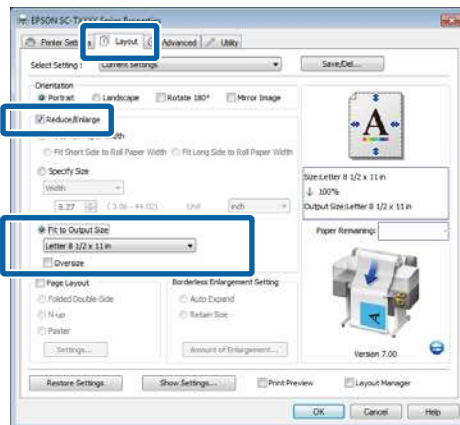 EPSON SC-TXXXX Series Properties
Printer Settings Layout Advanced Utility
Select Setting : Current Settings Save/Del...
Orientation
Portrait Landscape Rotate 180° Mirror Image
Reduce/Enlarge
Fit Short Side to Roll Paper Width Fit Long Side to Roll Paper Width
Specify Size
Width
8.27 (3.06 - 44.02) Unit inch
Fit to Output Size
Letter 8 1/2 x 11 in
Oversize
A
Size:Letter 8 1/2 x 11 in
100%
Output Size:Letter 8 1/2 x 11 in
Paper Remaining:
Page Layout
Folded Double-Side
N-up
Poster
Settings...
Borderless Enlargement Setting
Auto Expand
Retain Size
Amount of Enlargement...
A
Version 7.00
Restore Settings Show Settings... Print Preview Layout Manager
OK Cancel Help